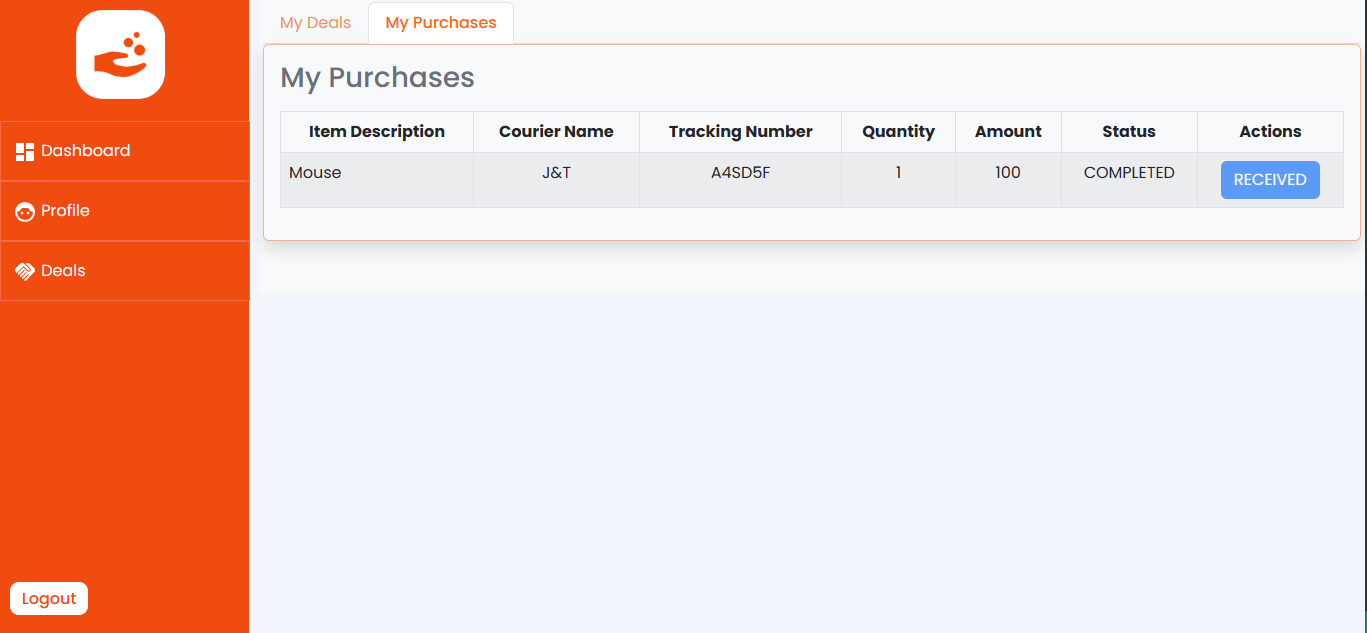 My Deals
My Purchases
My Purchases
Item Description Courier Name Tracking Number Quantity Amount Status Actions
Mouse J&T A4SD5F 1 100 COMPLETED RECEIVED
Dashboard
Profile
Deals
Logout